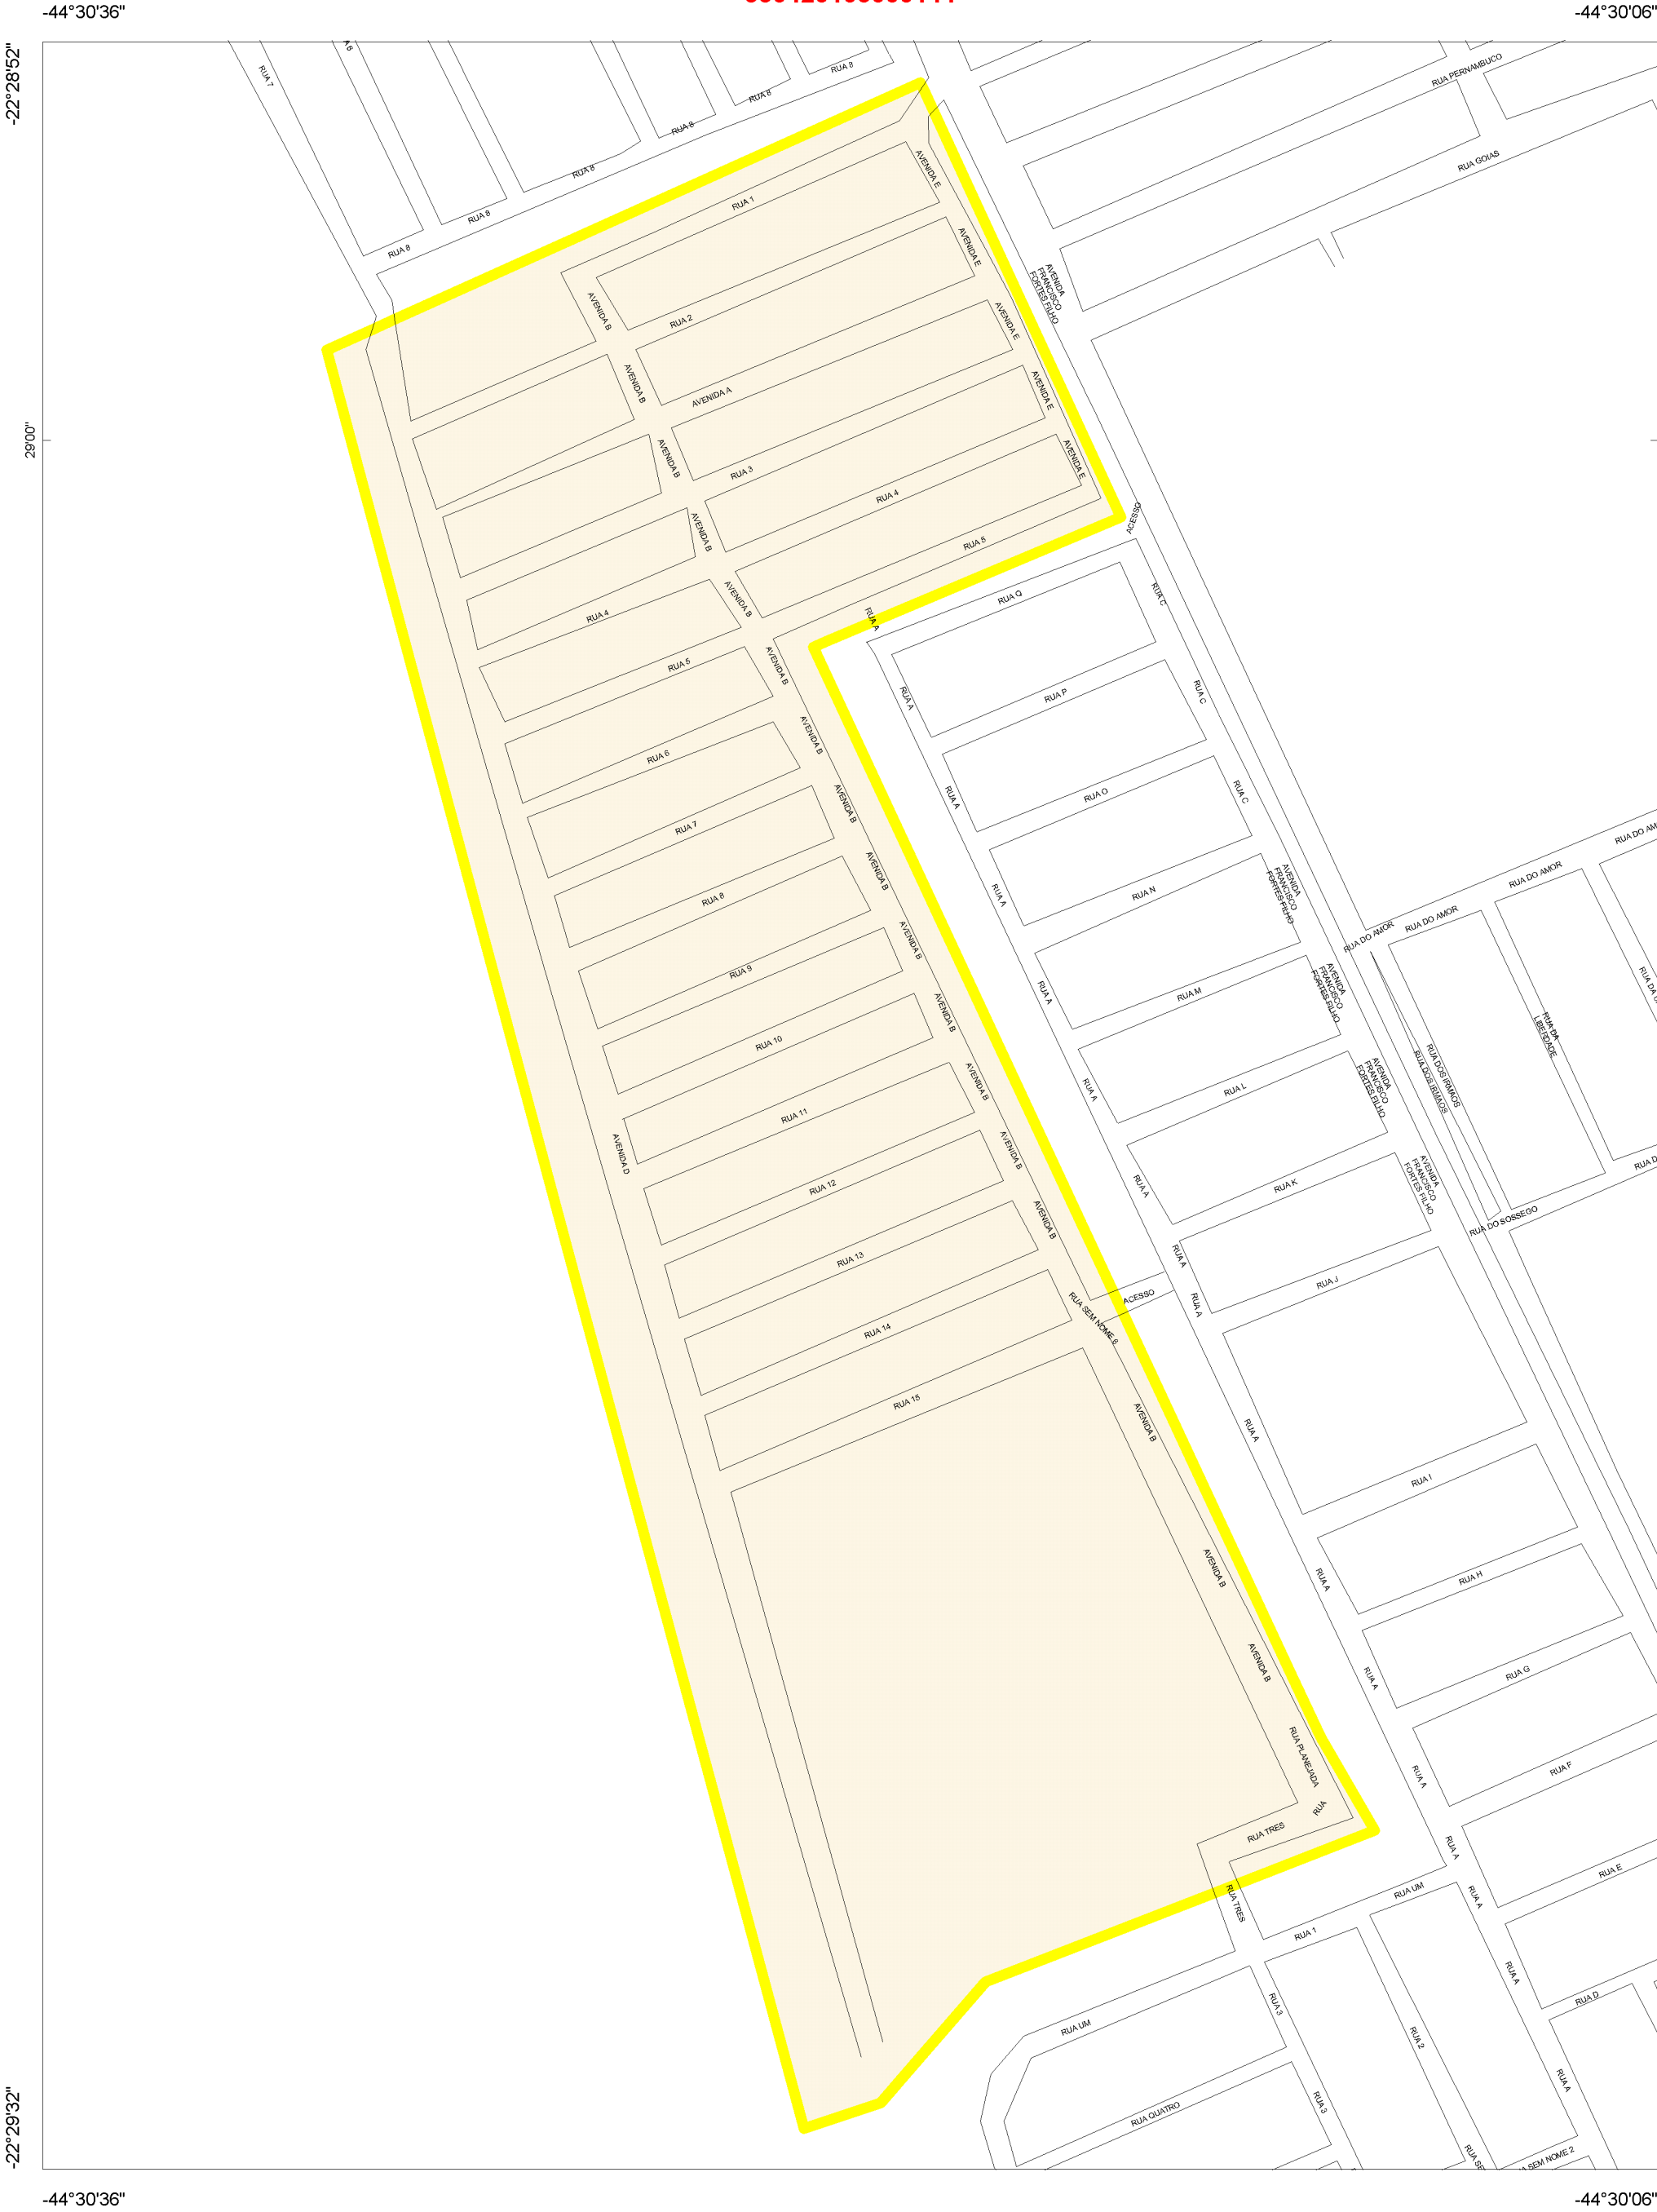 -44°30'36"
-44°30'06"
-22°28'52"
RUA 7
RUA 8
RUA 8
RUA 8
RUA 8
RUA 8
RUA 8
RUA PERNAMBUCO
RUA GOIAS
RUA 1
AVENIDA E
AVENIDA E
AVENIDA E
AVENIDA E
AVENIDA E
AVENIDA
FRANCISCO
FORTES FILHO
AVENIDA B
RUA 2
AVENIDA B
AVENIDA A
29'00"
AVENIDA B
RUA 3
RUA 4
AVENIDA B
RUA 5
ACESSO
AVENIDA B
RUA 4
RUA A
RUA Q
RUA C
RUA 5
AVENIDA B
RUA A
RUA P
RUA C
AVENIDA B
RUA 6
RUA A
RUA O
RUA C
AVENIDA B
RUA 7
AVENIDA B
RUA 8
RUA A
RUA N
AVENIDA
FRANCISCO
FORTES FILHO
RUA DO AMOR
RUA DO AMOR
RUA DO AMOR
AVENIDA B
RUA 9
RUA A
RUA M
AVENIDA
FRANCISCO
FORTES FILHO
AVENIDA B
RUA 10
RUA DA
LIBERDADE
RUA DOS IRMAOS
RUA DOS IRMAOS
AVENIDA B
RUA 11
RUA A
RUA L
AVENIDA
FRANCISCO
FORTES FILHO
AVENIDA D
AVENIDA B
RUA 12
RUA A
RUA K
AVENIDA
FRANCISCO
FORTES FILHO
RUA DO SOSSEGO
AVENIDA B
RUA 13
RUA A
RUA A
RUA J
ACESSO
RUA SEM NOME 8
RUA 14
RUA 15
AVENIDA B
RUA A
RUA I
AVENIDA B
RUA A
RUA H
AVENIDA B
RUA A
RUA G
RUA PLANEJADA
RUA
RUA A
RUA F
RUA TRES
RUA A
RUA E
RUA TRES
RUA UM
RUA A
RUA 1
RUA A
RUA D
RUA 3
RUA UM
RUA 2
RUA A
RUA 3
RUA QUATRO
SEM NOME 2
-22°29'32"
-44°30'36"
-44°30'06"